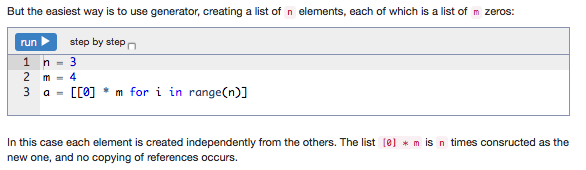 But the easiest way is to use generator, creating a list of n elements, each of which is a list of m zeros:
run ▶ step by step
1 n = 3
2 m = 4
3 a = [[0] * m for i in range(n)]
In this case each element is created independently from the others. The list [0] * m is n times consructed as the
new one, and no copying of references occurs.